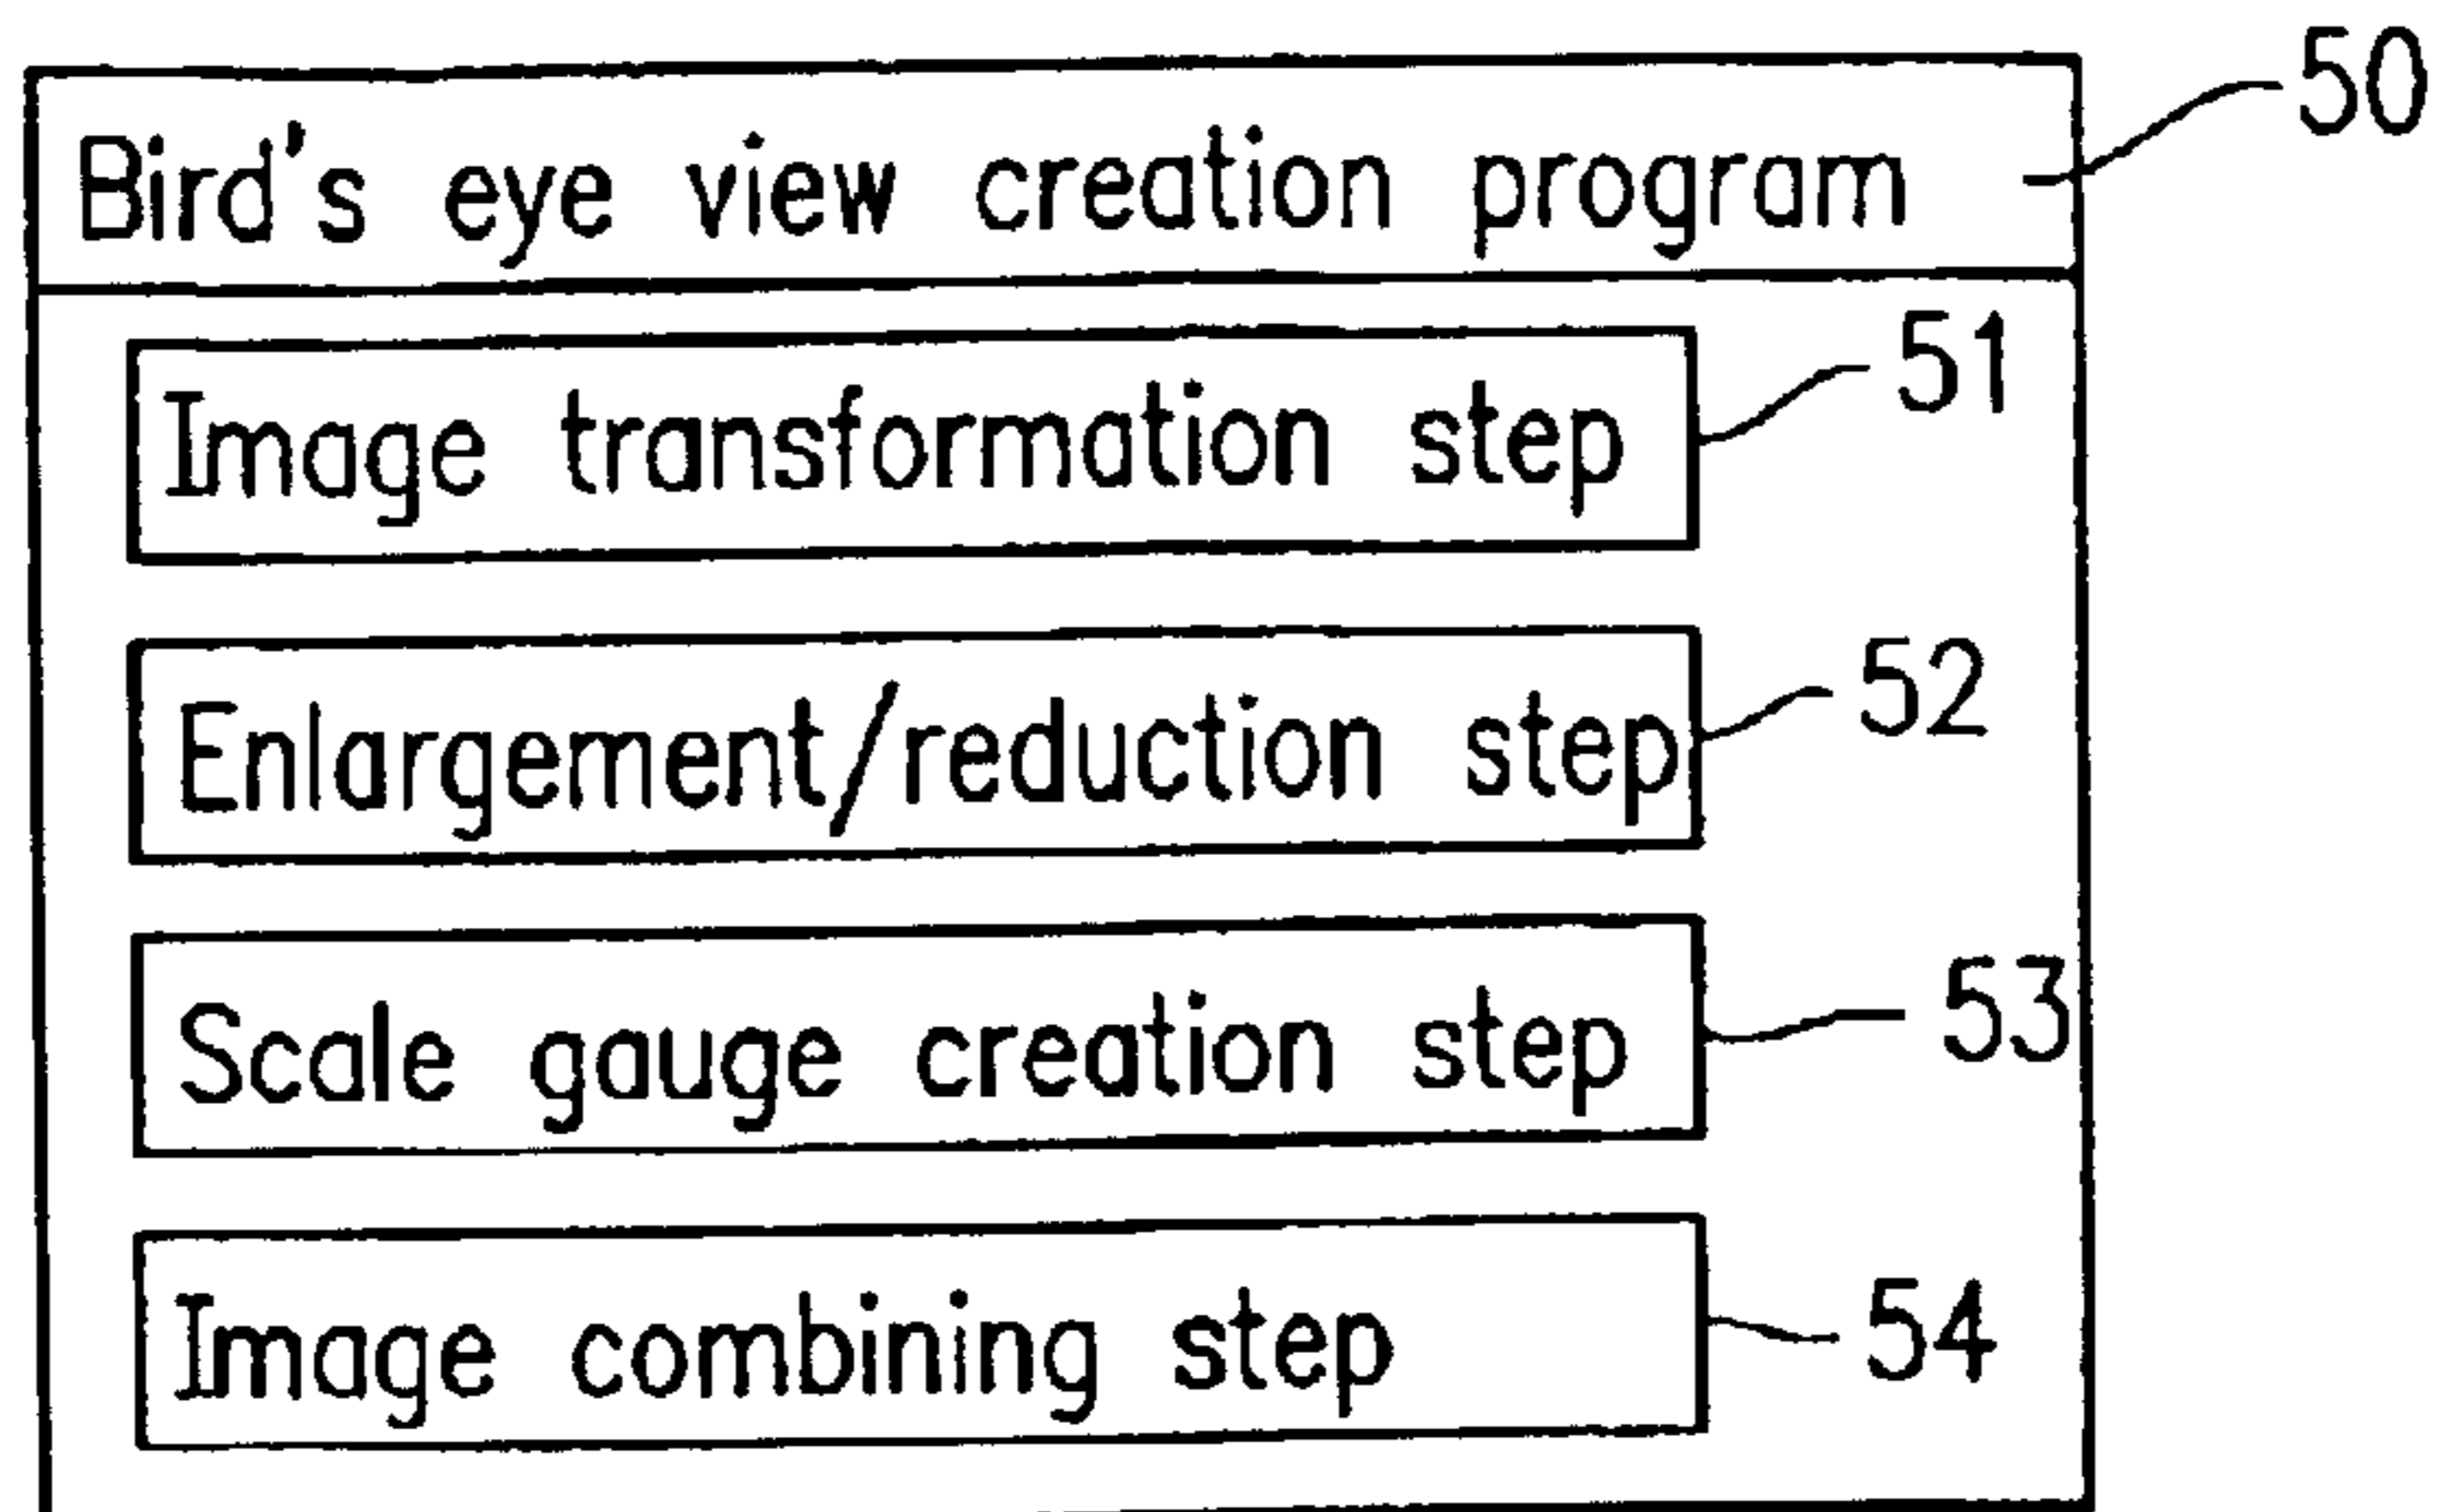 Bird's eye view creation program 50
Image transformation step 51
Enlargement/reduction step 52
Scale gauge creation step 53
Image combining step 54